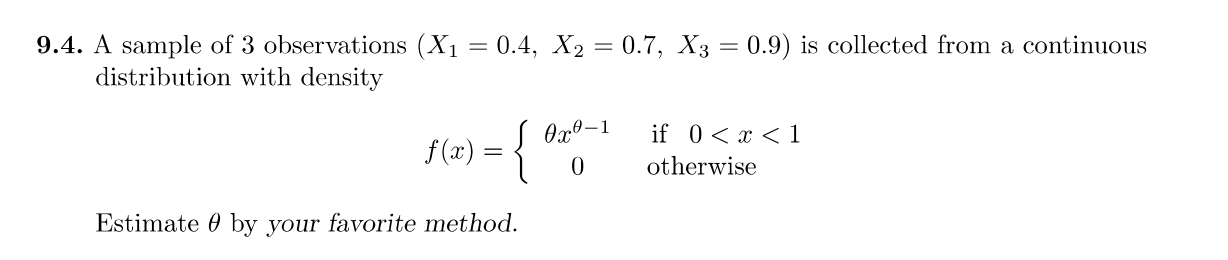 9.4. A sample of 3 observations (X₁ = 0.4, X₂ = 0.7, X₃ = 0.9) is collected from a continuous
distribution with density
f(x) = { θx^{θ−1} if 0 < x < 1
0 otherwise
Estimate θ by your favorite method.